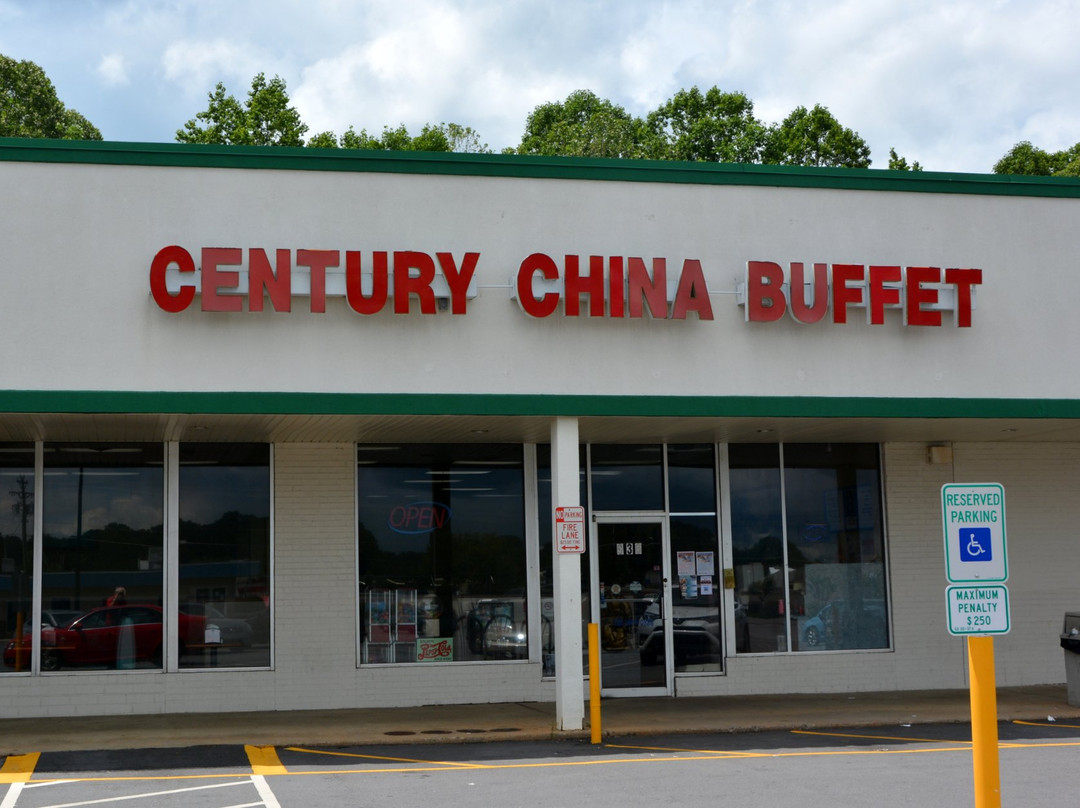 CENTURY CHINA BUFFET
OPEN
NO PARKING
FIRE
LANE
3
RESERVED
PARKING
MAXIMUM
PENALTY
$ 250